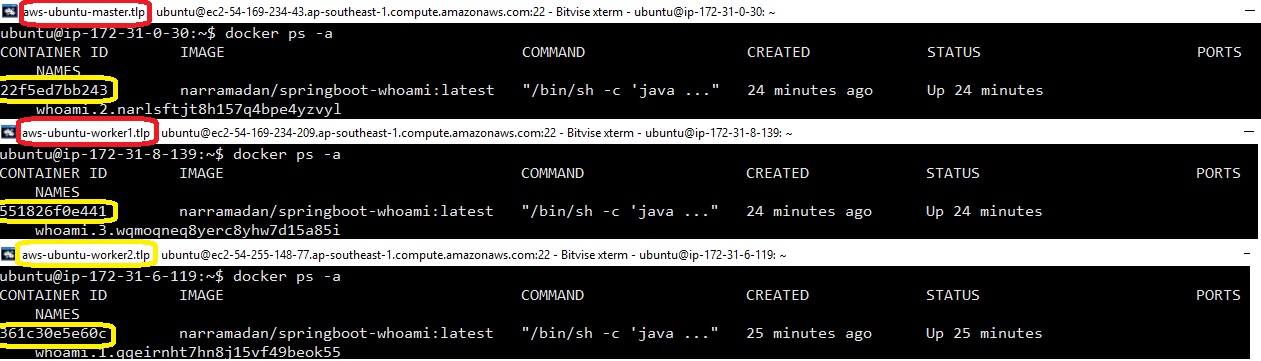 aws-ubuntu-master.tlp ubuntu@ec2-54-169-234-43.ap-southeast-1.compute.amazonaws.com:22 - Bitvise xterm - ubuntu@ip-172-31-0-30: ~
ubuntu@ip-172-31-0-30:~$ docker ps -a
CONTAINER ID IMAGE COMMAND CREATED STATUS PORTS
NAMES
22f5ed7bb243 narramadan/springboot-whoami:latest "/bin/sh -c 'java ..." 24 minutes ago Up 24 minutes
whoami.2.narlsftjt8h157q4bpe4yzvyl
aws-ubuntu-worker1.tlp ubuntu@ec2-54-169-234-209.ap-southeast-1.compute.amazonaws.com:22 - Bitvise xterm - ubuntu@ip-172-31-8-139: ~
ubuntu@ip-172-31-8-139:~$ docker ps -a
CONTAINER ID IMAGE COMMAND CREATED STATUS PORTS
NAMES
551826f0e441 narramadan/springboot-whoami:latest "/bin/sh -c 'java ..." 24 minutes ago Up 24 minutes
whoami.3.wqmoqneq8yerc8yhw7d15a85i
aws-ubuntu-worker2.tlp ubuntu@ec2-54-255-148-77.ap-southeast-1.compute.amazonaws.com:22 - Bitvise xterm - ubuntu@ip-172-31-6-119: ~
ubuntu@ip-172-31-6-119:~$ docker ps -a
CONTAINER ID IMAGE COMMAND CREATED STATUS PORTS
NAMES
361c30e5e60c narramadan/springboot-whoami:latest "/bin/sh -c 'java ..." 25 minutes ago Up 25 minutes
whoami.1.qqeirnht7hn8j15vf49beok55